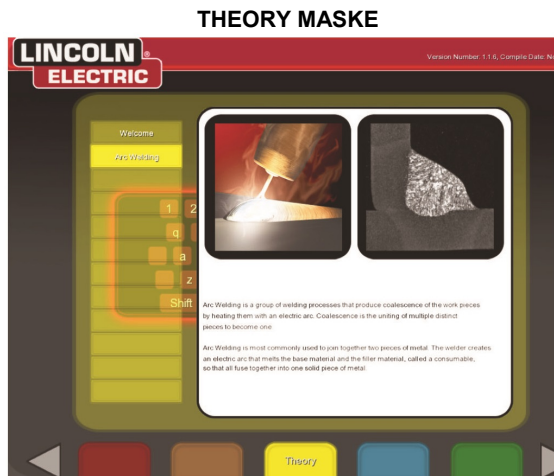 THEORY MASKE
LINCOLN ®
ELECTRIC
Version Number: 1.1.6, Compile Date:
Welcome
Arc Welding
1 2
q
a
z
Shift
Arc Welding is a group of welding processes that produce coalescence of the work pieces
by heating them with an electric arc. Coalescence is the uniting of multiple distinct
pieces to become one
Arc Welding is most commonly used to join together two pieces of metal. The welder creates
an electric arc that melts the base material and the filler material, called a consumable,
so that all fuse together into one solid piece of metal
Theory